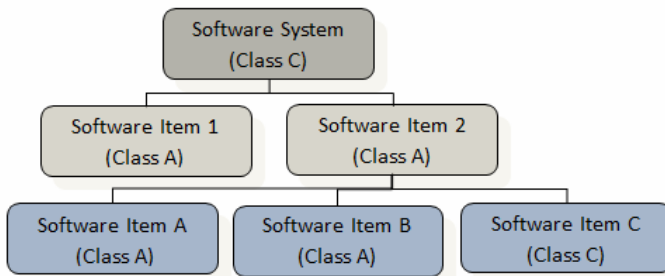 Software System
(Class C)
Software Item 1
(Class A)
Software Item 2
(Class A)
Software Item A
(Class A)
Software Item B
(Class A)
Software Item C
(Class C)